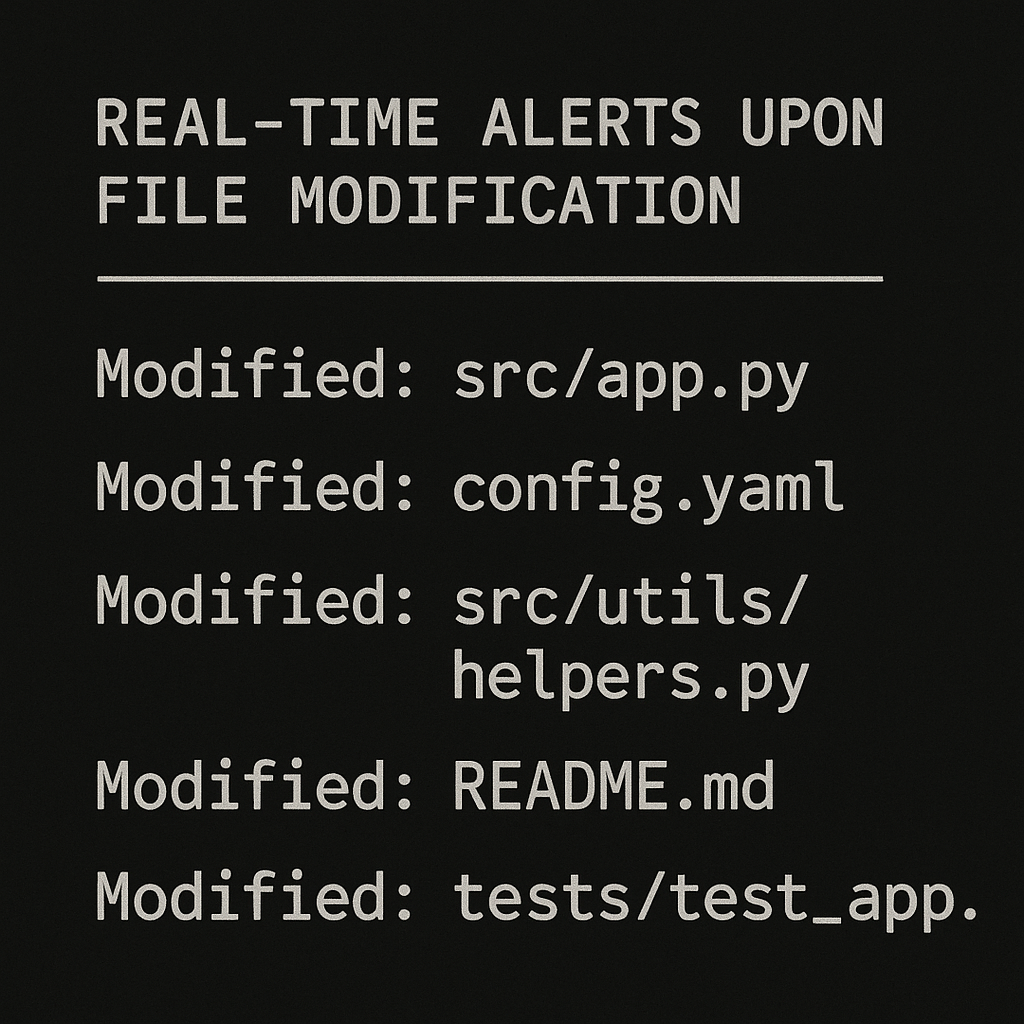 REAL-TIME ALERTS UPON
FILE MODIFICATION
Modified: src/app.py
Modified: config.yaml
Modified: src/utils/
helpers.py
Modified: README.md
Modified: tests/test_app.